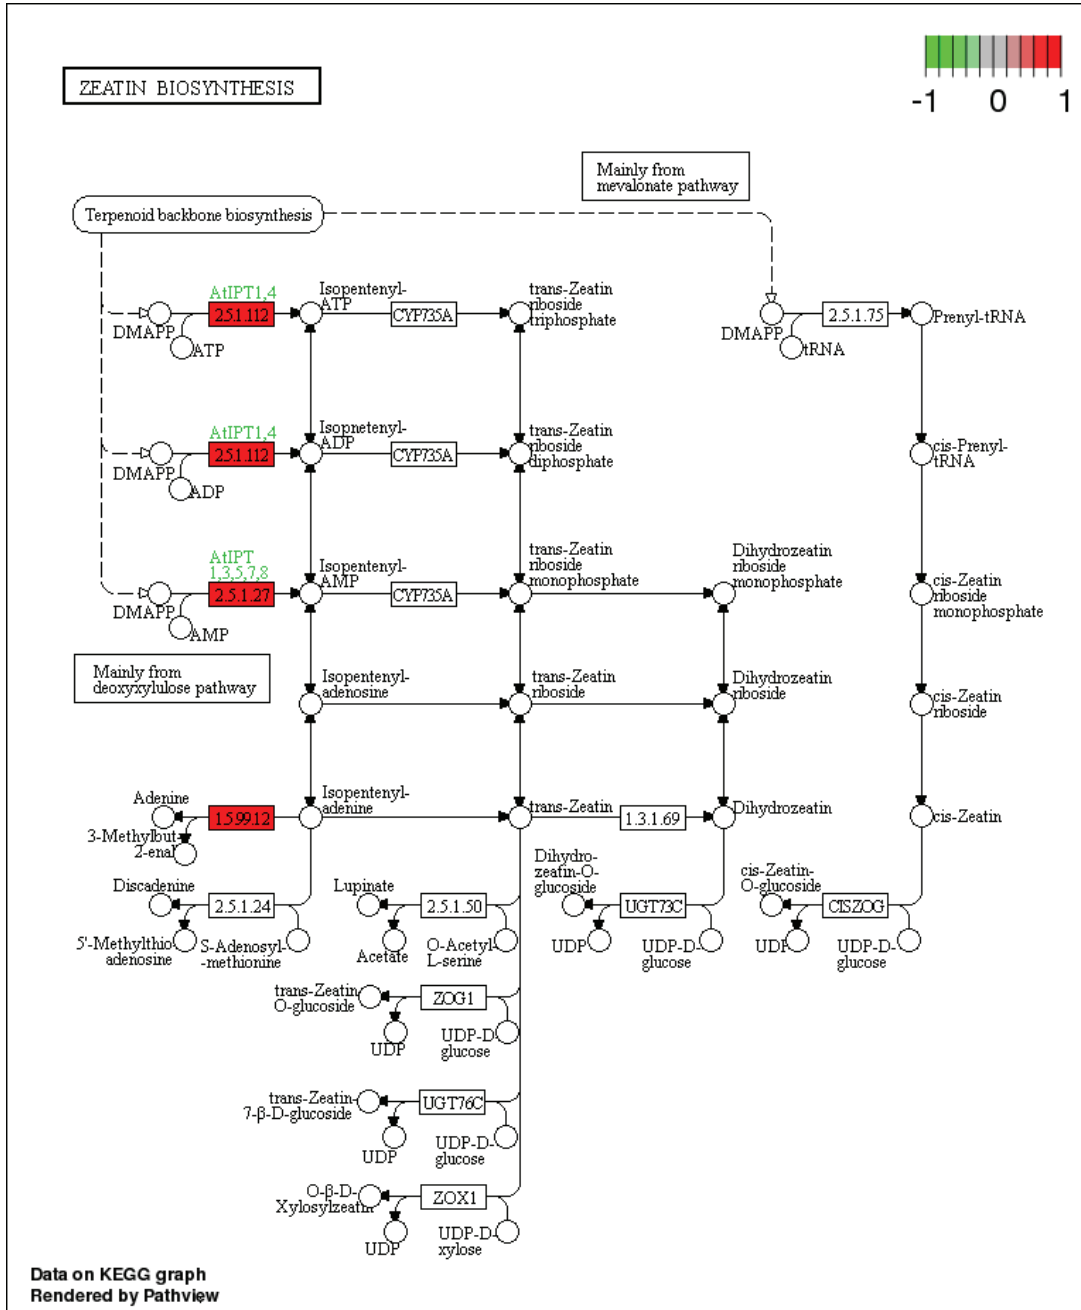 -1 0 1
ZEATIN BIOSYNTHESIS
Mainly from
mevalonate pathway
Terpenoid backbone biosynthesis
AtIPT1,4
2.5.1.112
DMAPP
ATP
Isopentenyl-
ATP
CYP735A
trans-Zeatin
riboside
triphosphate
DMAPP
tRNA
2.5.1.75
Prenyl-tRNA
AtIPT1,4
2.5.1.112
DMAPP
ADP
Isopnetenyl-
ADP
CYP735A
trans-Zeatin
riboside
diphosphate
cis-Prenyl-
tRNA
AtIPT
1,3,5,7,8
2.5.1.27
DMAPP
AMP
Isopentenyl-
AMP
CYP735A
trans-Zeatin
riboside
monophosphate
Dihydrozeatin
riboside
monophosphate
cis-Zeatin
riboside
monophosphate
Mainly from
deoxyxylulose pathway
Isopentenyl-
adenosine
trans-Zeatin
riboside
Dihydrozeatin
riboside
cis-Zeatin
riboside
Adenine
3-Methylbut-
2-enal
1.5.99.12
Isopentenyl-
adenine
trans-Zeatin
1.3.1.69
Dihydrozeatin
cis-Zeatin
Discadenine
2.5.1.24
5'-Methylthio
adenosine
S-Adenosyl-
-methionine
Lupinate
2.5.1.50
Acetate
O-Acetyl-
L-serine
Dihydro-
zeatin-O-
glucoside
UGT73C
UDP
UDP-D-
glucose
cis-Zeatin-
O-glucoside
CISZOG
UDP
UDP-D-
glucose
trans-Zeatin
O-glucoside
ZOG1
UDP
UDP-D-
glucose
trans-Zeatin-
7-β-D-glucoside
UGT76C
UDP
UDP-D-
glucose
O-β-D-
Xylosylzeatin
ZOX1
UDP
UDP-D-
xylose
Data on KEGG graph
Rendered by Pathview